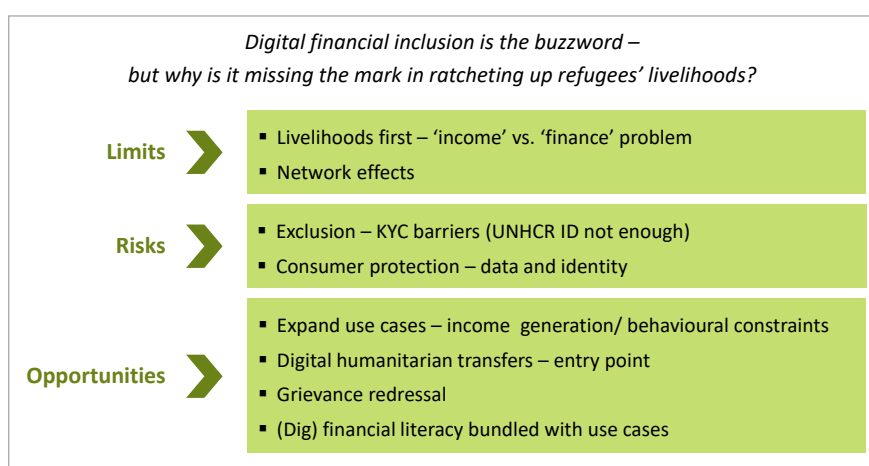 Digital financial inclusion is the buzzword –
but why is it missing the mark in ratcheting up refugees’ livelihoods?
Limits
▪ Livelihoods first – ‘income’ vs. ‘finance’ problem
▪ Network effects
Risks
▪ Exclusion – KYC barriers (UNHCR ID not enough)
▪ Consumer protection – data and identity
Opportunities
▪ Expand use cases – income  generation/ behavioural constraints
▪ Digital humanitarian transfers – entry point
▪ Grievance redressal
▪ (Dig) financial literacy bundled with use cases